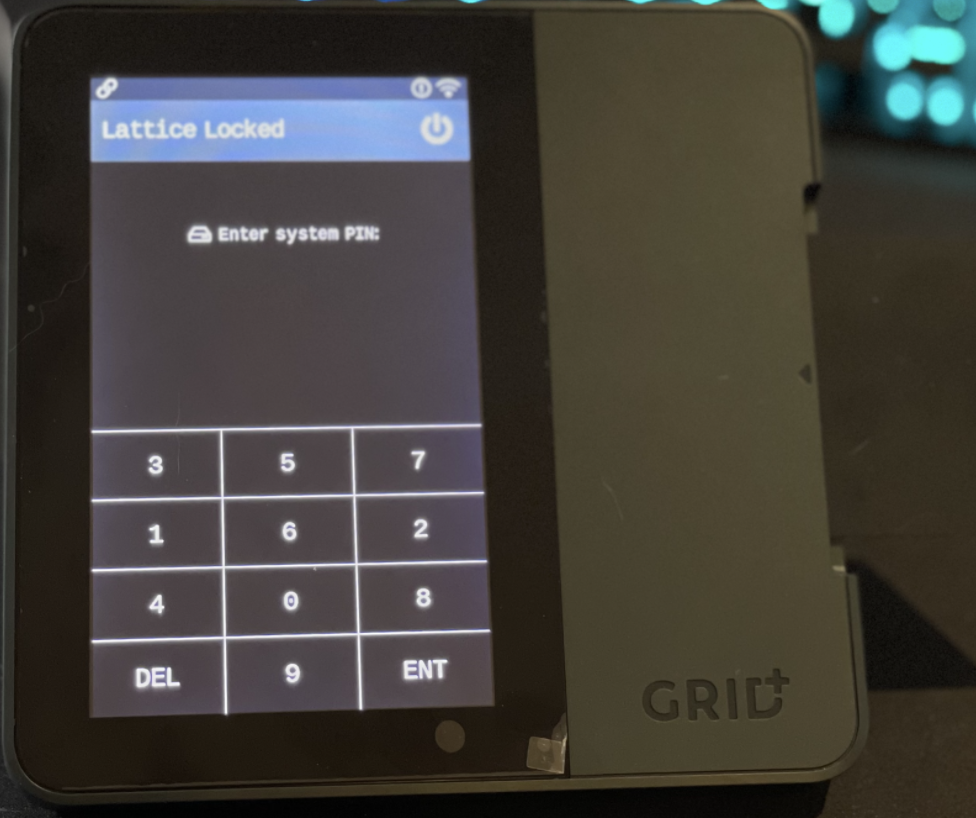 Lattice Locked
Enter system PIN:
3 5 7
1 6 2
4 0 8
DEL 9 ENT
GRID+